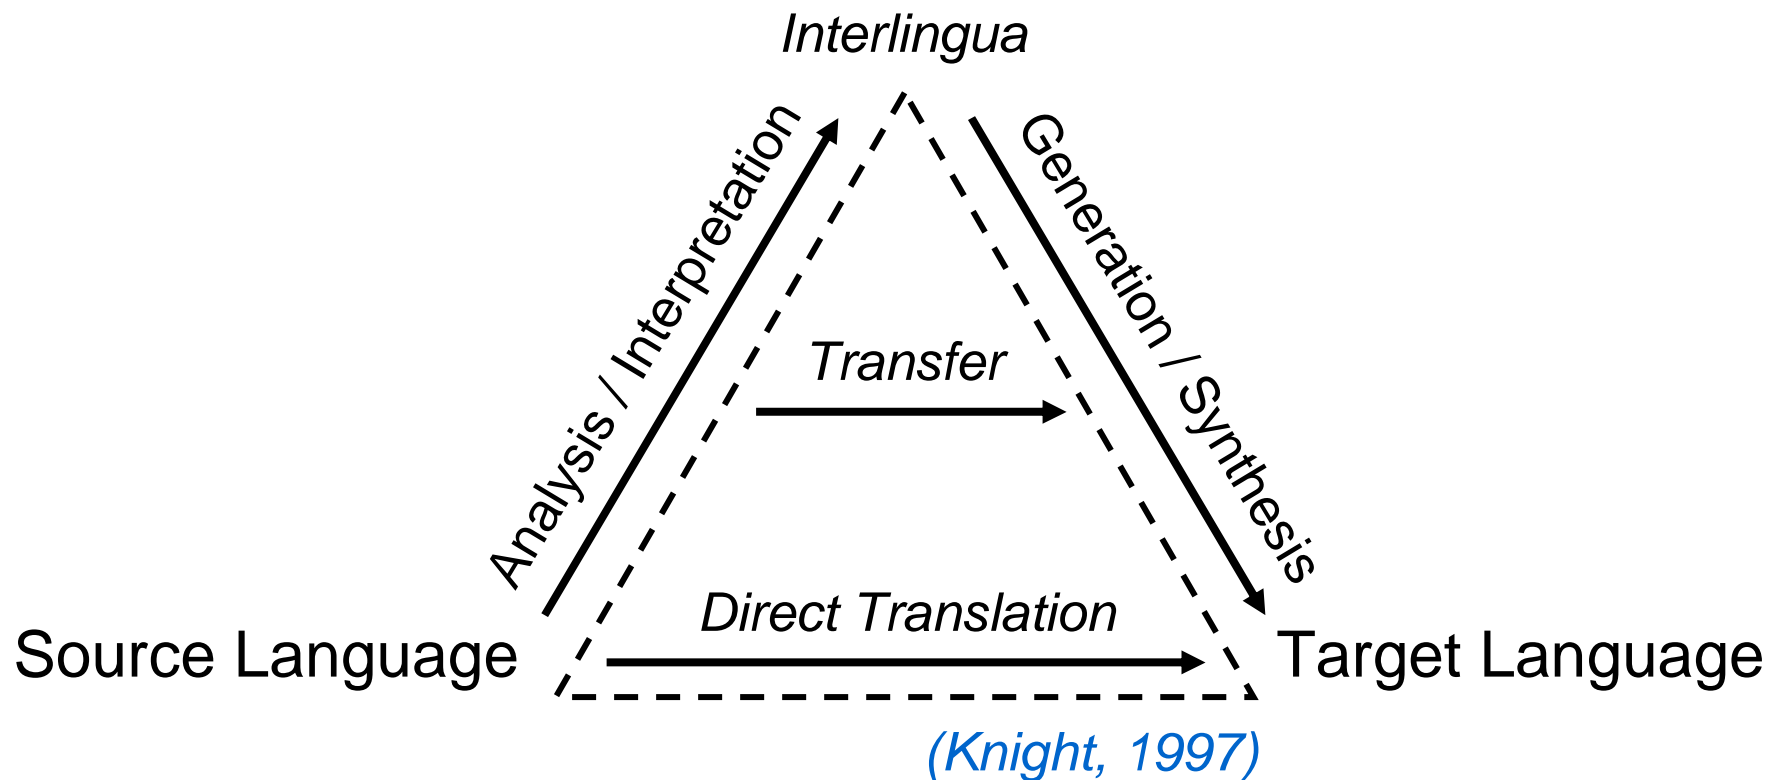 Interlingua
Analysis / Interpretation
Generation / Synthesis
Transfer
Direct Translation
Source Language
Target Language
(Knight, 1997)